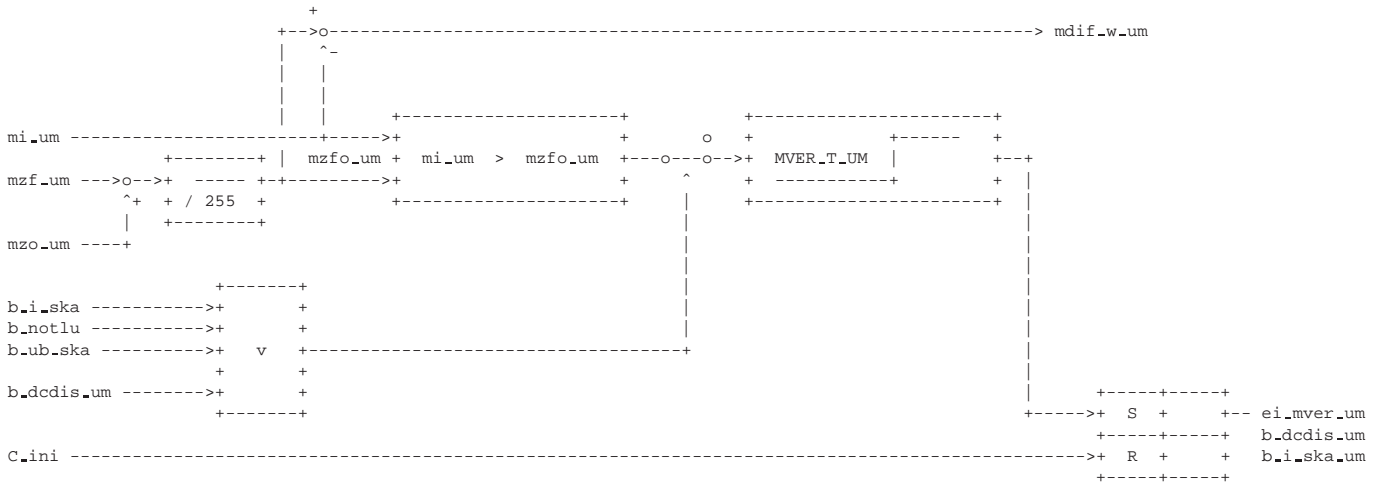 +
+-->o------------------------------------------------------------------> mdif_w_um
| ^-
| |
| |
| | +---------------------+ +-----------------------+
mi_um -----------------------+----->+ + o + +------ +
+--------+ | mzfo_um + mi_um > mzfo_um +---o---o-->+ MVER_T_UM | +--+
mzf_um --->o-->+ ----- +-+--------->+ + ^ + -----------+ + |
^+ + / 255 + +---------------------+ | +-----------------------+ |
| +--------+ | |
mzo_um ----+ | |
| |
+-------+ | |
b_i_ska ----------->+ + | |
b_notlu ----------->+ + | |
b_ub_ska ---------->+ v +-----------------------------------+ |
+ + |
b_dcdis_um -------->+ + | +-----+-----+
+-------+ +----->+ S + +-- ei_mver_um
+-----+-----+ b_dcdis_um
C_ini ----------------------------------------------------------------------------------------------->+ R + + b_i_ska_um
+-----+-----+